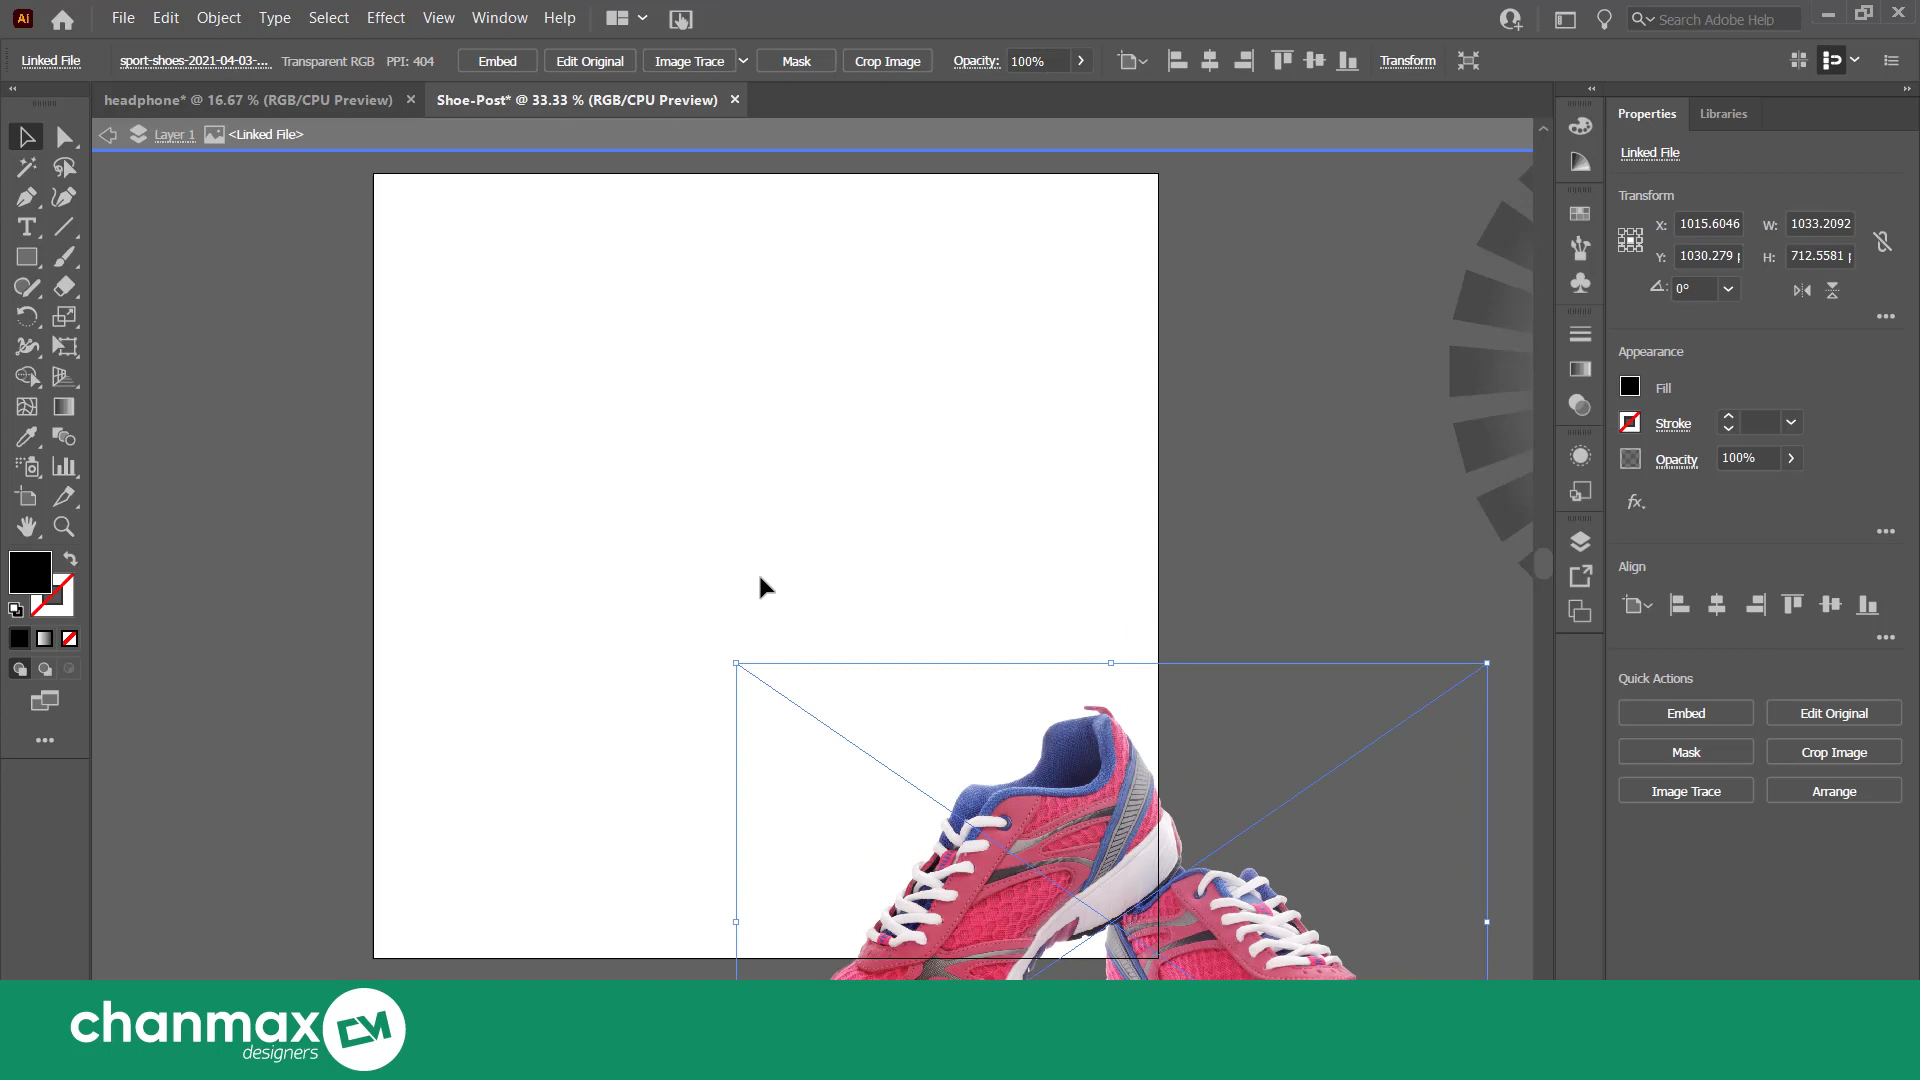 Ai File Edit Object Type Select Effect View Window Help Search Adobe Help
Linked File sport-shoes-2021-04-03-... Transparent RGB PPI: 404 Embed Edit Original Image Trace Mask Crop Image Opacity: 100% Transform
headphone* @ 16.67 % (RGB/CPU Preview) × Shoe-Post* @ 33.33 % (RGB/CPU Preview) ×
Layer 1 <Linked File>
Properties Libraries
Linked File
Transform
X: 1015.6046 W: 1033.2092
Y: 1030.279 p H: 712.5581 p
0°
Appearance
Fill
Stroke
Opacity 100%
fx.
Align
Quick Actions
Embed Edit Original
Mask Crop Image
Image Trace Arrange
chanmax CM
designers